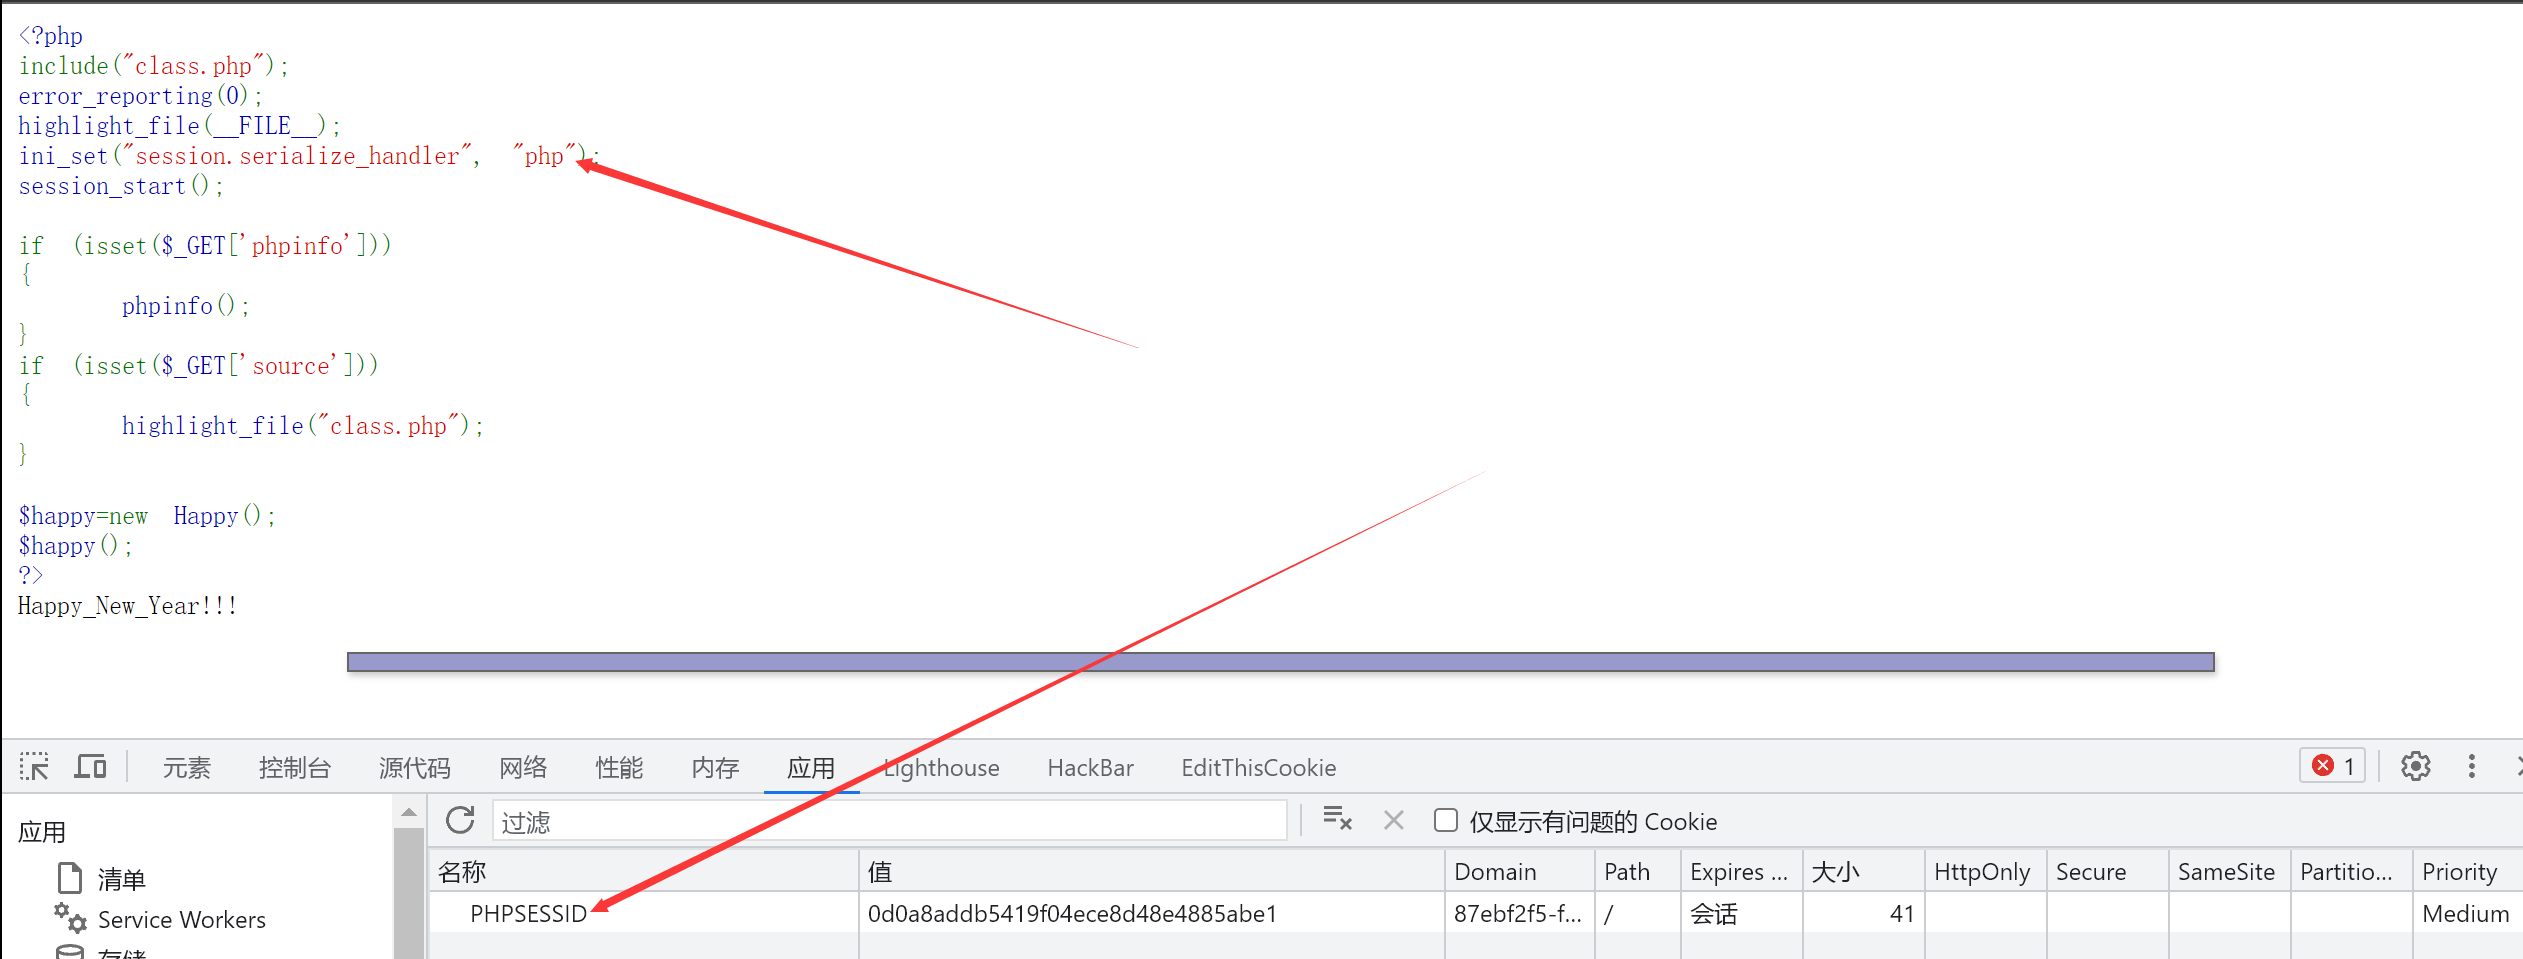 <?php
include("class.php");
error_reporting(0);
highlight_file(__FILE__);
ini_set("session.serialize_handler", "php");
session_start();
if (isset($_GET['phpinfo']))
{
phpinfo();
}
if (isset($_GET['source']))
{
highlight_file("class.php");
}
$happy=new Happy();
$happy();
?>
Happy_New_Year!!!
元素 控制台 源代码 网络 性能 内存 应用 Lighthouse HackBar EditThisCookie 1
应用
过滤 仅显示有问题的 Cookie
名称 值 Domain Path Expires ... 大小 HttpOnly Secure SameSite Partitio... Priority
清单
PHPSESSID 0d0a8addb5419f04ece8d48e4885abe1 87ebf2f5-f... / 会话 41 Medium
Service Workers
存储